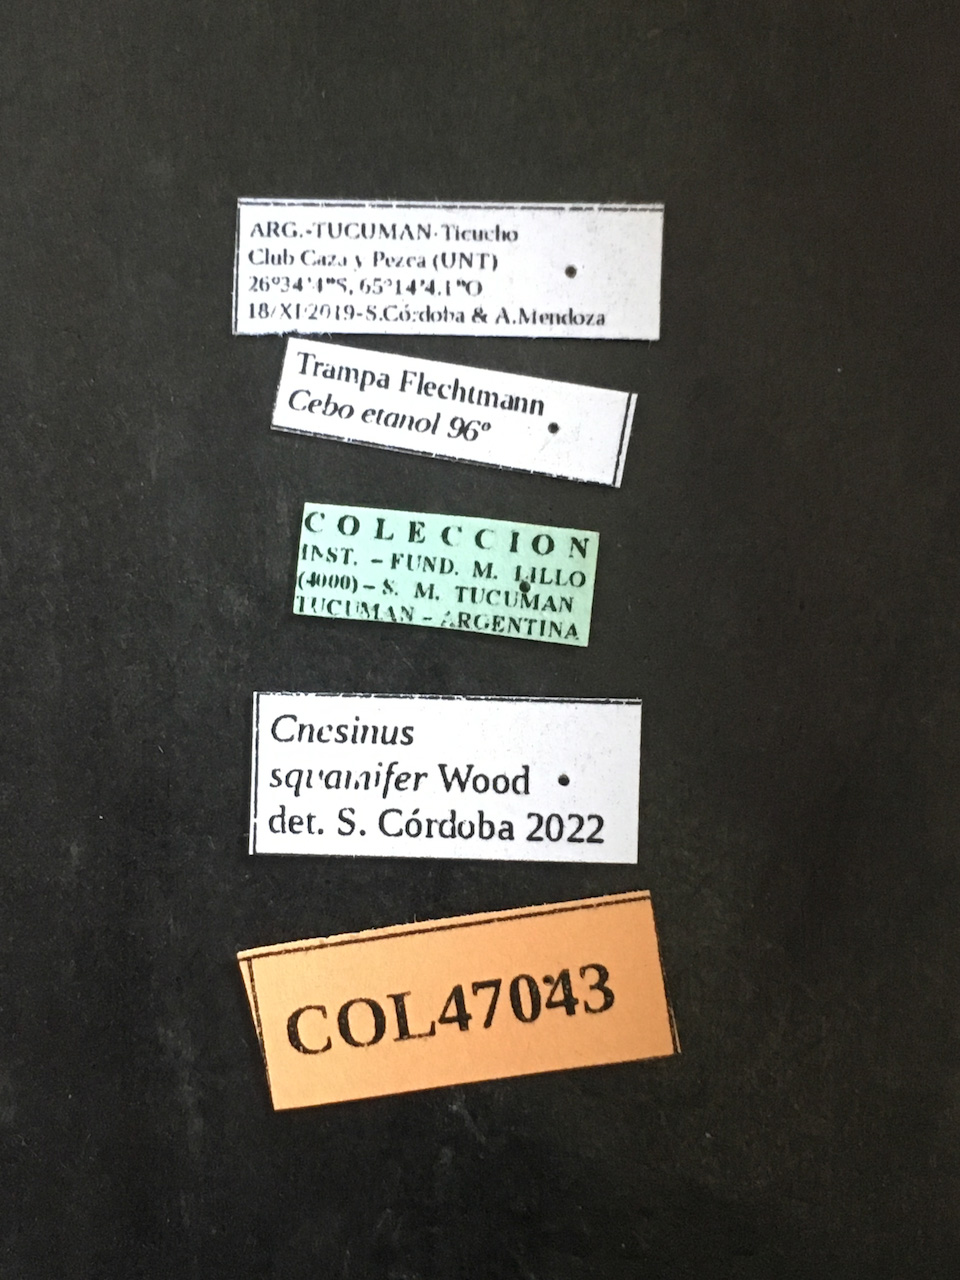 ARG.-TUCUMAN-Ticucho
Club Caza y Pezca (UNT)
26°34'4"S, 65°14'4.1"O
18/XI/2019-S.Córdoba & A.Mendoza
Trampa Flechtmann
Cebo etanol 96°
COLECCION
INST. - FUND. M. LILLO
(4000) - S. M. TUCUMAN
TUCUMAN - ARGENTINA
Cnesinus
squamifer Wood
det. S. Córdoba 2022
COL47043